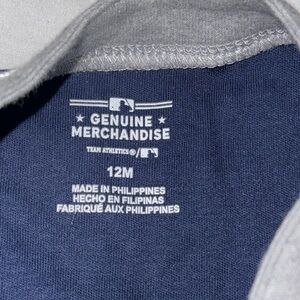 ★ GENUINE ★
MERCHANDISE
TEAM ATHLETICS®/
12M
MADE IN PHILIPPINES
HECHO EN FILIPINAS
FABRIQUÉ AUX PHILIPPINES